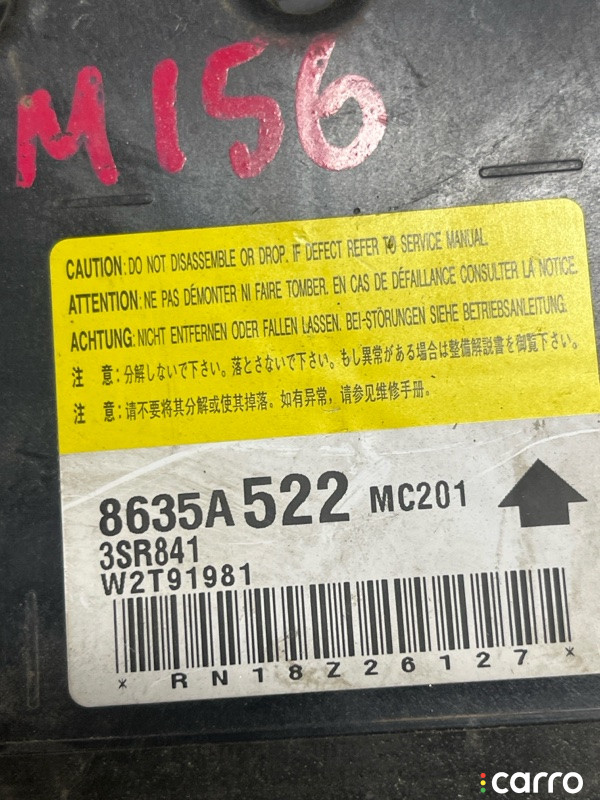 M156
CAUTION: DO NOT DISASSEMBLE OR DROP. IF DEFECT REFER TO SERVICE MANUAL.
ATTENTION: NE PAS DÉMONTER NI FAIRE TOMBER. EN CAS DE DÉFAILLANCE CONSULTER LA NOTICE.
ACHTUNG: NICHT ENTFERNEN ODER FALLEN LASSEN. BEI-STÖRUNGEN SIEHE BETRIEBSANLEITUNG.
注 意:分解しないで下さい。落とさないで下さい。もし異常がある場合は整備解説書を御覧下さい。
注 意:请不要将其分解或使其掉落。如有异常,请参见维修手册。
8635A522 MC201
3SR841
W2T91981
* RN18Z26127 *
carro